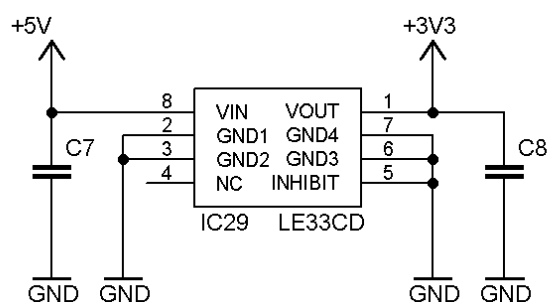 +5V +3V3
8 VIN VOUT 1
2 GND1 GND4 7
C7 3 GND2 GND3 6 C8
4 NC INHIBIT 5
IC29 LE33CD
GND GND GND GND